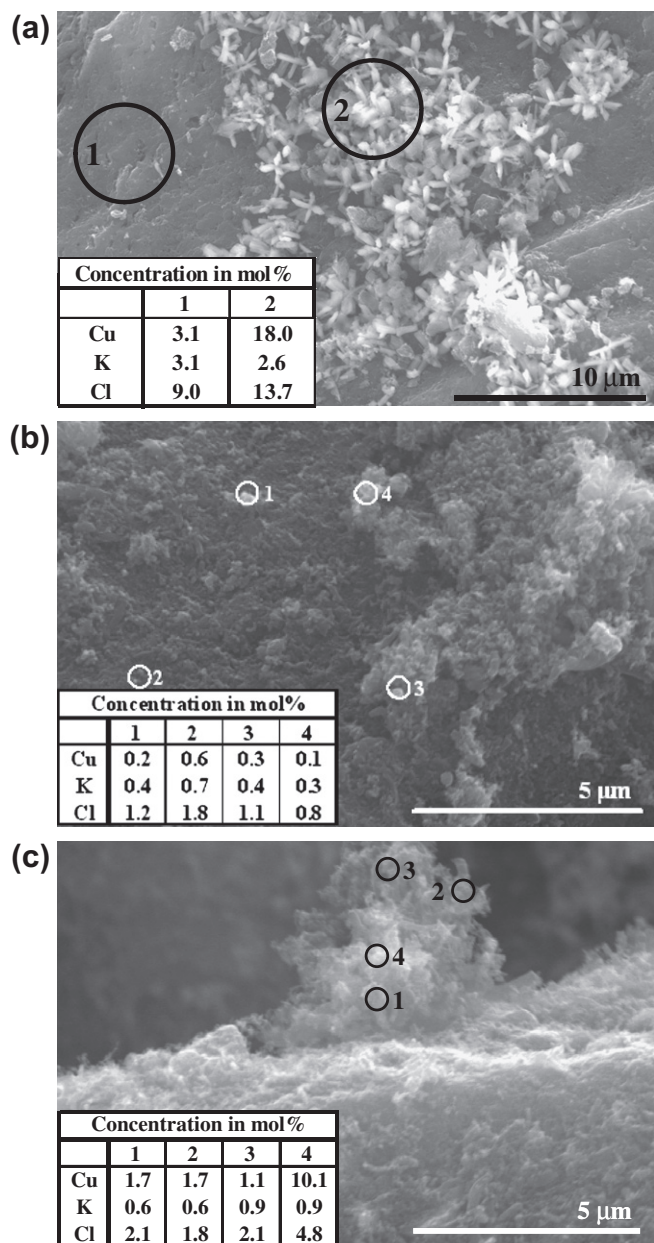 (a)
1
2
Concentration in mol%
1 2
Cu 3.1 18.0
K 3.1 2.6
Cl 9.0 13.7
10 µm
(b)
1 4
2 3
Concentration in mol%
1 2 3 4
Cu 0.2 0.6 0.3 0.1
K 0.4 0.7 0.4 0.3
Cl 1.2 1.8 1.1 0.8
5 µm
(c)
3
2
4
1
Concentration in mol%
1 2 3 4
Cu 1.7 1.7 1.1 10.1
K 0.6 0.6 0.9 0.9
Cl 2.1 1.8 2.1 4.8
5 µm